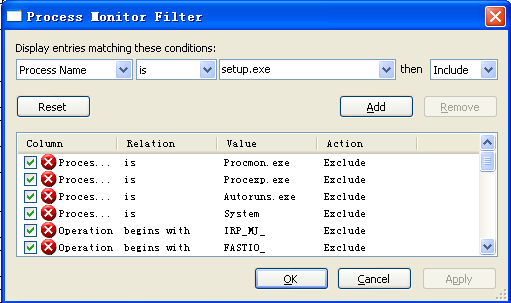 Process Monitor Filter
Display entries matching these conditions:
Process Name is setup.exe then Include
Reset Add Remove
Column Relation Value Action
Proces... is Procmon.exe Exclude
Proces... is Procexp.exe Exclude
Proces... is Autoruns.exe Exclude
Proces... is System Exclude
Operation begins with IRP_MJ_ Exclude
Operation begins with FASTIO_ Exclude
OK Cancel Apply